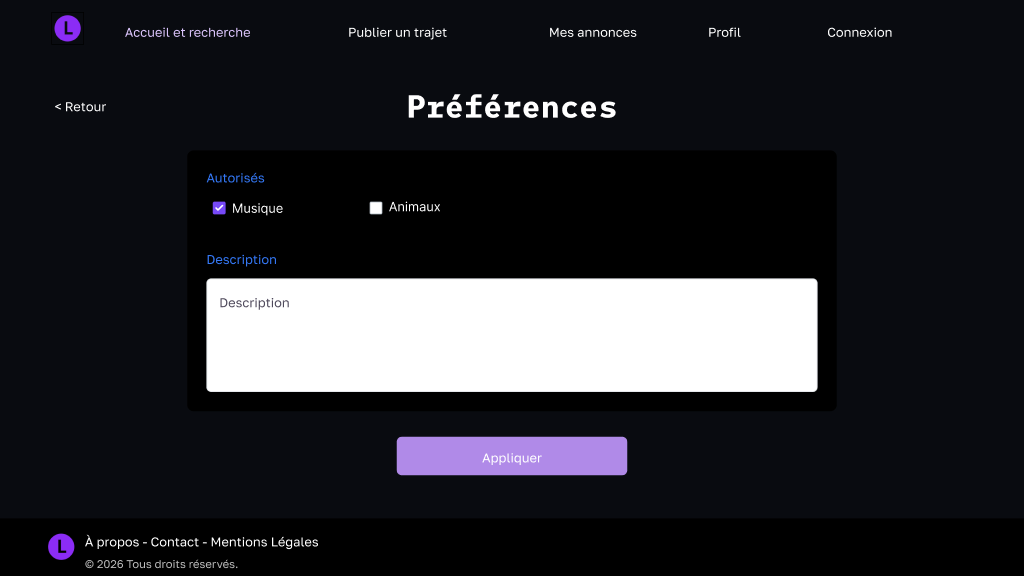 L Accueil et recherche Publier un trajet Mes annonces Profil Connexion
< Retour
Préférences
Autorisés
Musique Animaux
Description
Description
Appliquer
L À propos - Contact - Mentions Légales
© 2026 Tous droits réservés.